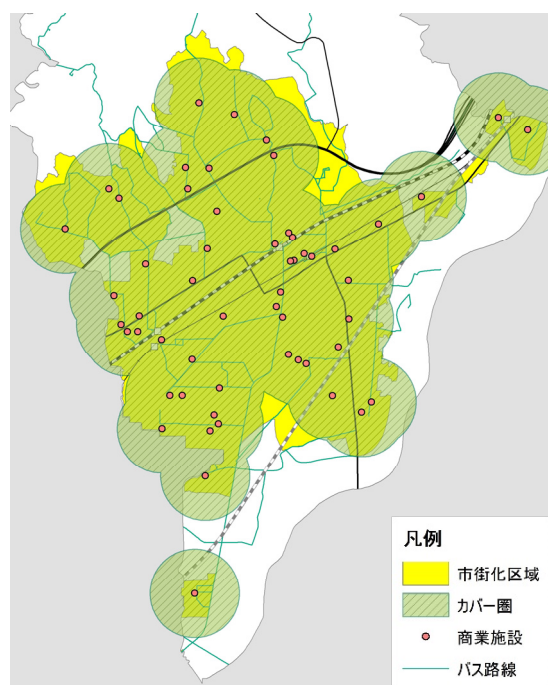 凡例
市街化区域
カバー圏
商業施設
バス路線